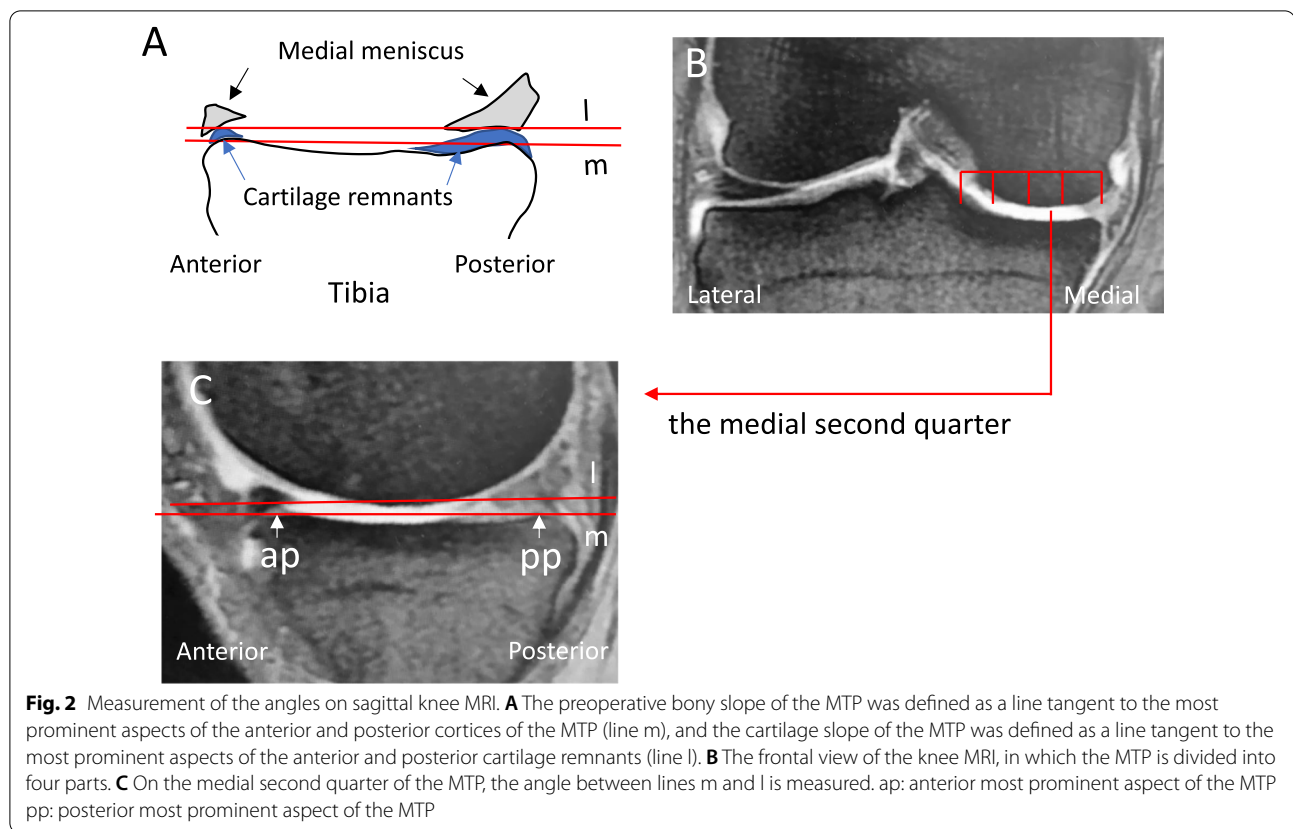 A
Medial meniscus
l
m
Cartilage remnants
Anterior
Posterior
Tibia
B
Lateral
Medial
the medial second quarter
C
l
m
ap
pp
Anterior
Posterior
Fig. 2 Measurement of the angles on sagittal knee MRI. A The preoperative bony slope of the MTP was defined as a line tangent to the most
prominent aspects of the anterior and posterior cortices of the MTP (line m), and the cartilage slope of the MTP was defined as a line tangent to the
most prominent aspects of the anterior and posterior cartilage remnants (line l). B The frontal view of the knee MRI, in which the MTP is divided into
four parts. C On the medial second quarter of the MTP, the angle between lines m and l is measured. ap: anterior most prominent aspect of the MTP
pp: posterior most prominent aspect of the MTP